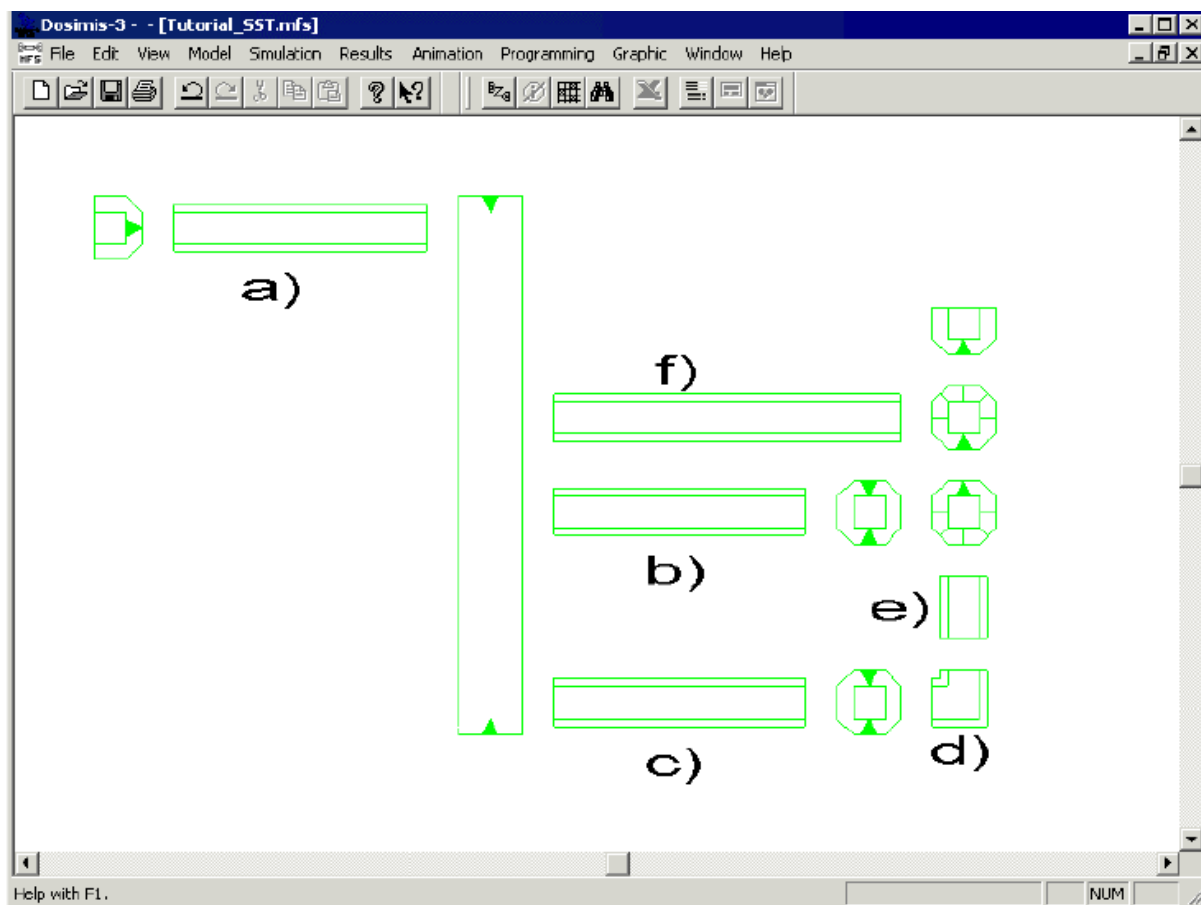 Dosimis-3 - - [Tutorial_SST.mfs]
MFS File Edit View Model Simulation Results Animation Programming Graphic Window Help
a)
f)
b)
e)
c)
d)
Help with F1. NUM